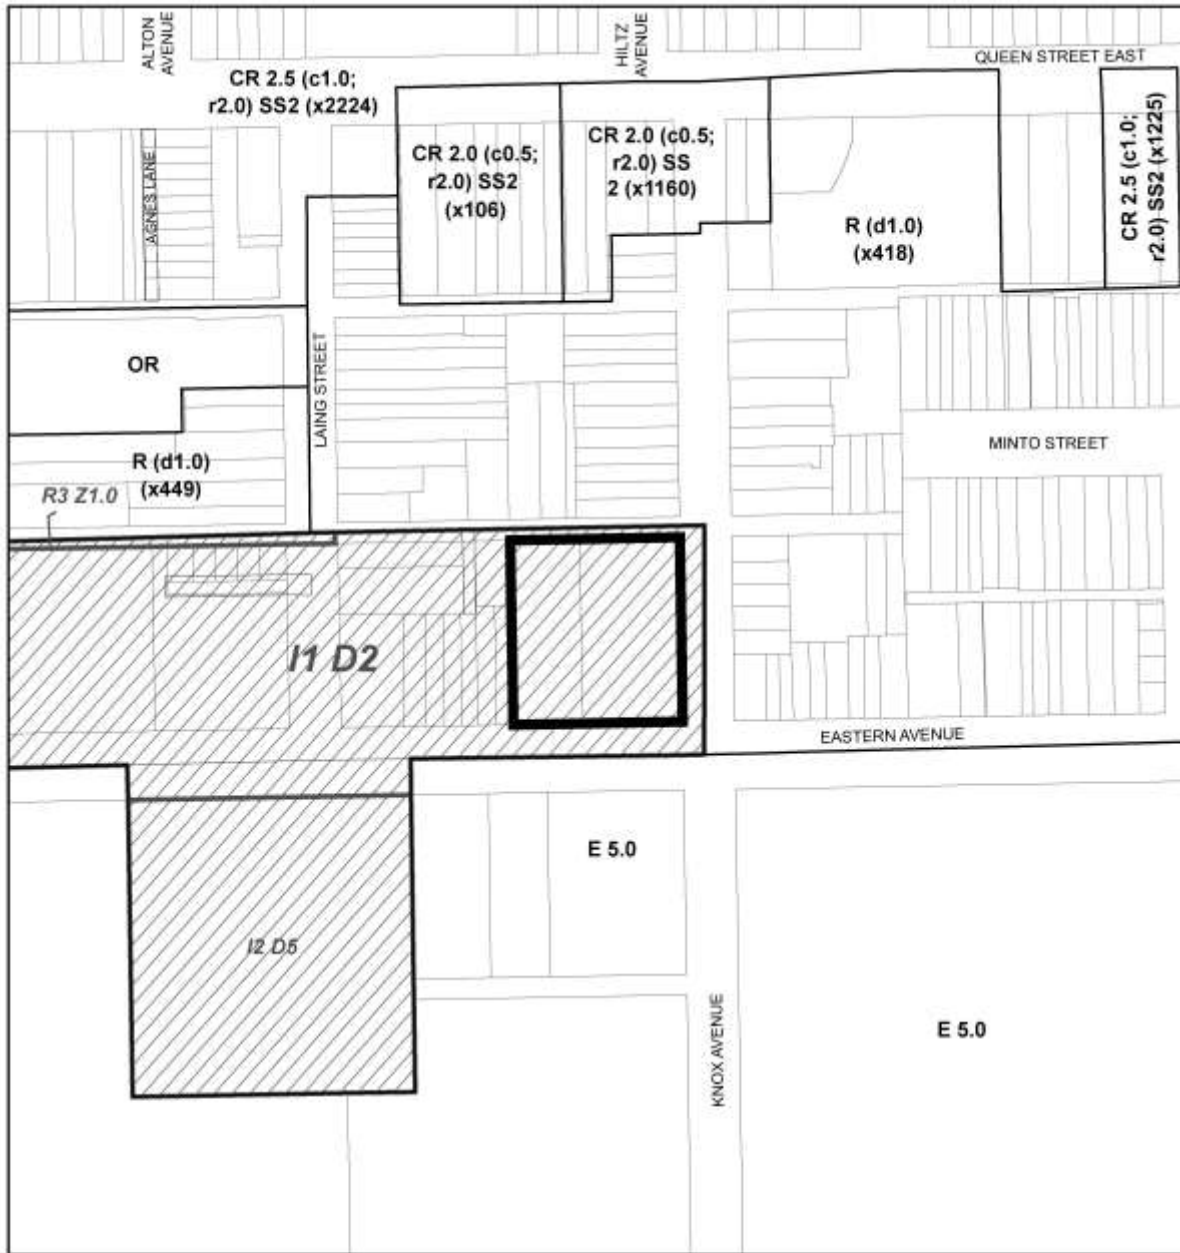 ALTON
AVENUE
HILTZ
AVENUE
QUEEN STREET EAST
CR 2.5 (c1.0;
r2.0) SS2 (x2224)
CR 2.0 (c0.5;
r2.0) SS2
(x106)
CR 2.0 (c0.5;
r2.0) SS
2 (x1160)
CR 2.5 (c1.0;
r2.0) SS2 (x1225)
AGNES LANE
R (d1.0)
(x418)
OR
LAING STREET
MINTO STREET
R (d1.0)
(x449)
R3 Z1.0
I1 D2
EASTERN AVENUE
E 5.0
I2 D5
KNOX AVENUE
E 5.0